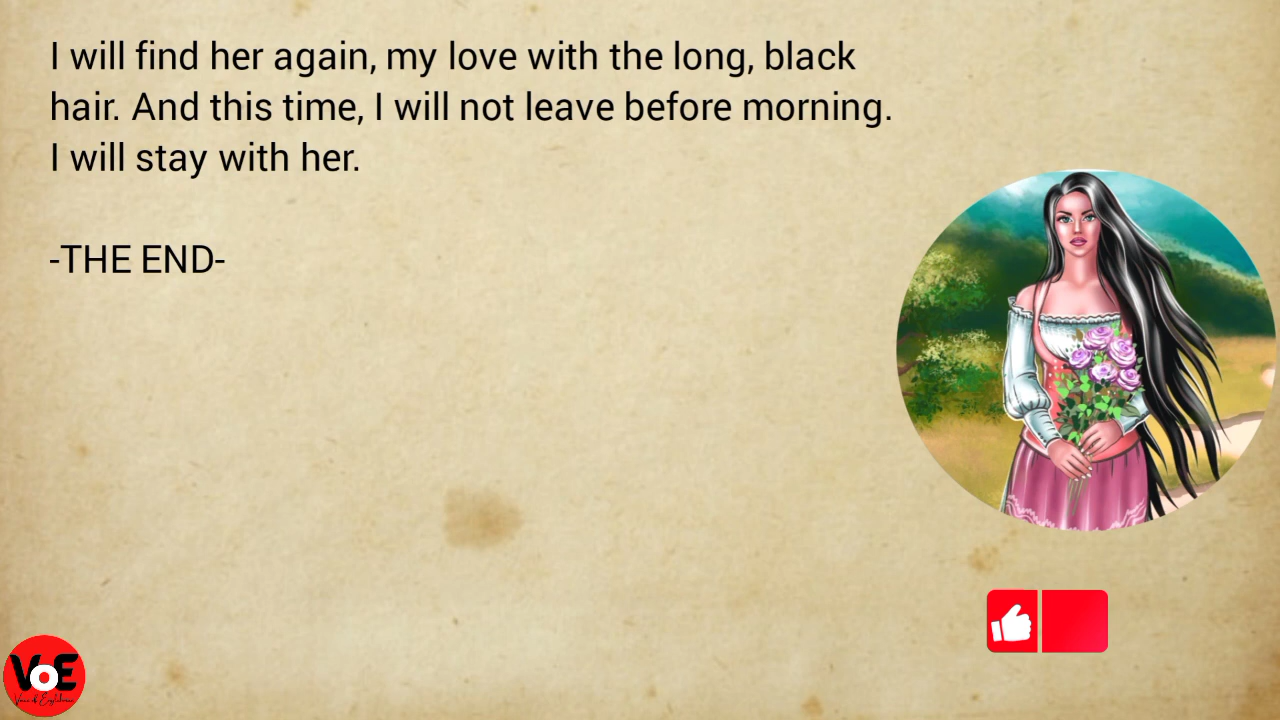 I will find her again, my love with the long, black
hair. And this time, I will not leave before morning.
I will stay with her.
-THE END-
VoE